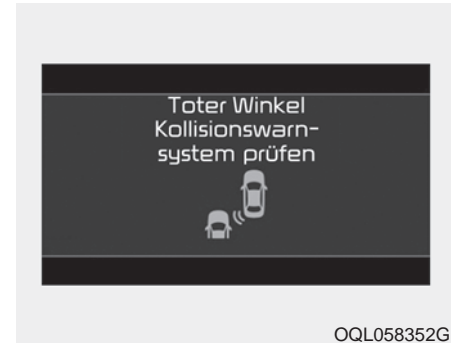 Toter Winkel
Kollisionswarn-
system prüfen
OQL058352G